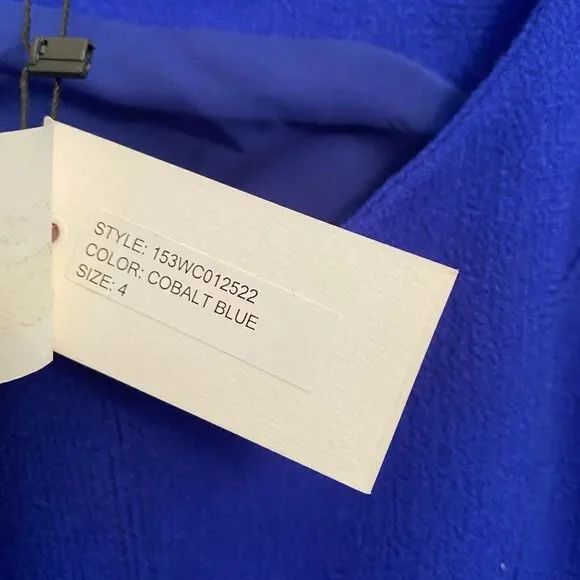 STYLE: 153WC012522
COLOR: COBALT BLUE
SIZE: 4